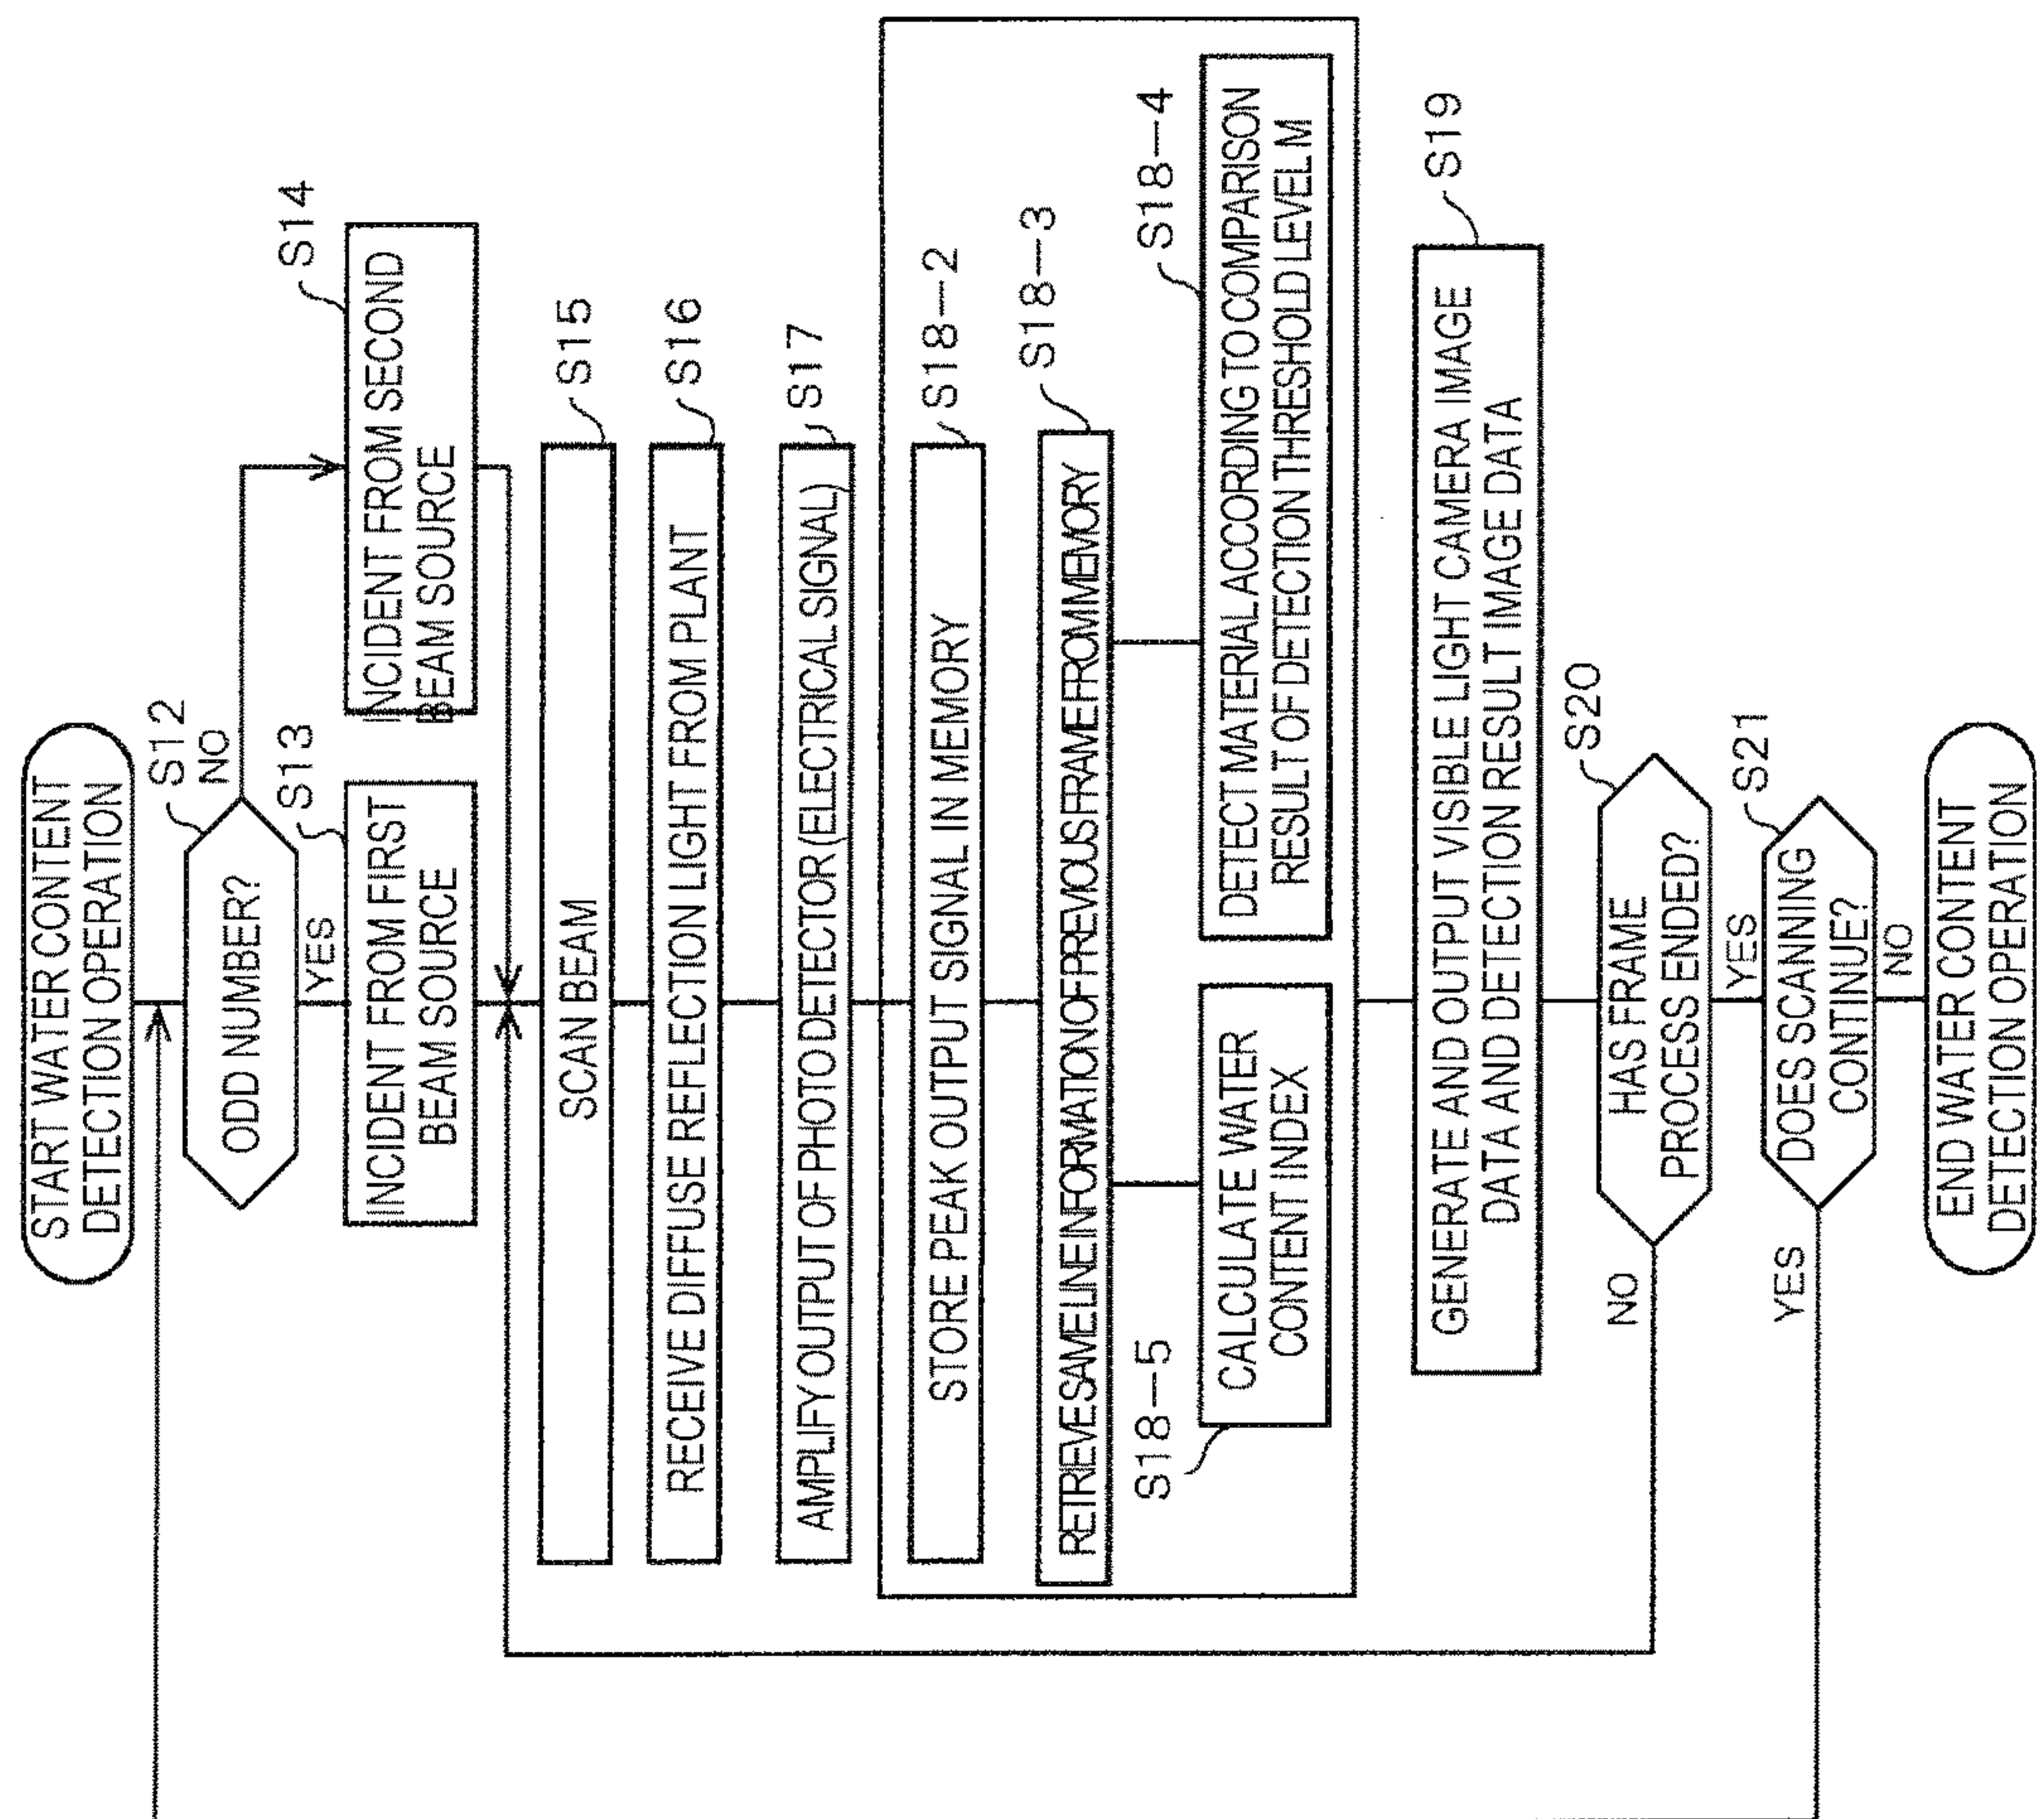 START WATER CONTENT
DETECTION OPERATION
S12
ODD NUMBER?
NO
YES
S13
INCIDENT FROM FIRST
BEAM SOURCE
S14
INCIDENT FROM SECOND
BEAM SOURCE
S15
SCAN BEAM
S16
RECEIVE DIFFUSE REFLECTION LIGHT FROM PLANT
S17
AMPLIFY OUTPUT OF PHOTO DETECTOR (ELECTRICAL SIGNAL)
S18-2
STORE PEAK OUTPUT SIGNAL IN MEMORY
S18-3
RETRIEVE SAME LINE INFORMATION OF PREVIOUS FRAME FROM MEMORY
S18-5
CALCULATE WATER
CONTENT INDEX
S18-4
DETECT MATERIAL ACCORDING TO COMPARISON
RESULT OF DETECTION THRESHOLD LEVEL M
S19
GENERATE AND OUTPUT VISIBLE LIGHT CAMERA IMAGE
DATA AND DETECTION RESULT IMAGE DATA
S20
HAS FRAME
PROCESS ENDED?
NO
YES
S21
DOES SCANNING
CONTINUE?
YES
NO
END WATER CONTENT
DETECTION OPERATION